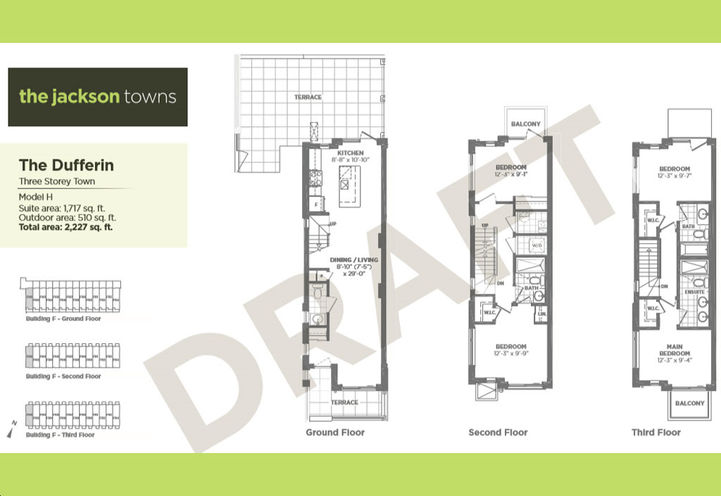 the jackson towns
The Dufferin
Three Storey Town
Model H
Suite area: 1,717 sq. ft.
Outdoor area: 510 sq. ft.
Total area: 2,227 sq. ft.
Building F - Ground Floor
Building F - Second Floor
Building F - Third Floor
N
TERRACE
KITCHEN
8'-8" x 10'-10"
UP
DINING / LIVING
8'-10" (7'-5")
x 29'-0"
TERRACE
Ground Floor
BALCONY
BEDROOM
UP
W/D
DN
BATH
W.I.C.
LIN.
BEDROOM
12'-3" x 9'-9"
Second Floor
BEDROOM
12'-3" x 9'-7"
W.I.C.
BATH
DN
ENSUITE
W.I.C.
MAIN
BEDROOM
12'-3" x 9'-4"
BALCONY
Third Floor
DRAFT